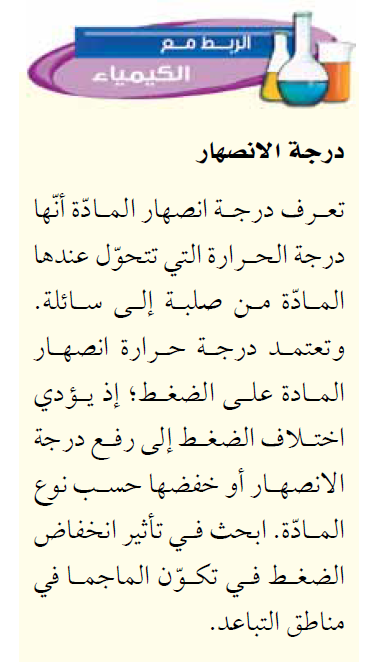 الربط مع
الكيمياء
درجة الانصهار
تعرف درجة انصهار المادّة أنّها
درجة الحرارة التي تتحوّل عندها
المادّة من صلبة إلى سائلة.
وتعتمد درجة حرارة انصهار
المادة على الضغط؛ إذ يؤدي
اختلاف الضغط إلى رفع درجة
الانصهار أو خفضها حسب نوع
المادّة. ابحث في تأثير انخفاض
الضغط في تكوّن الماجما في
مناطق التباعد.